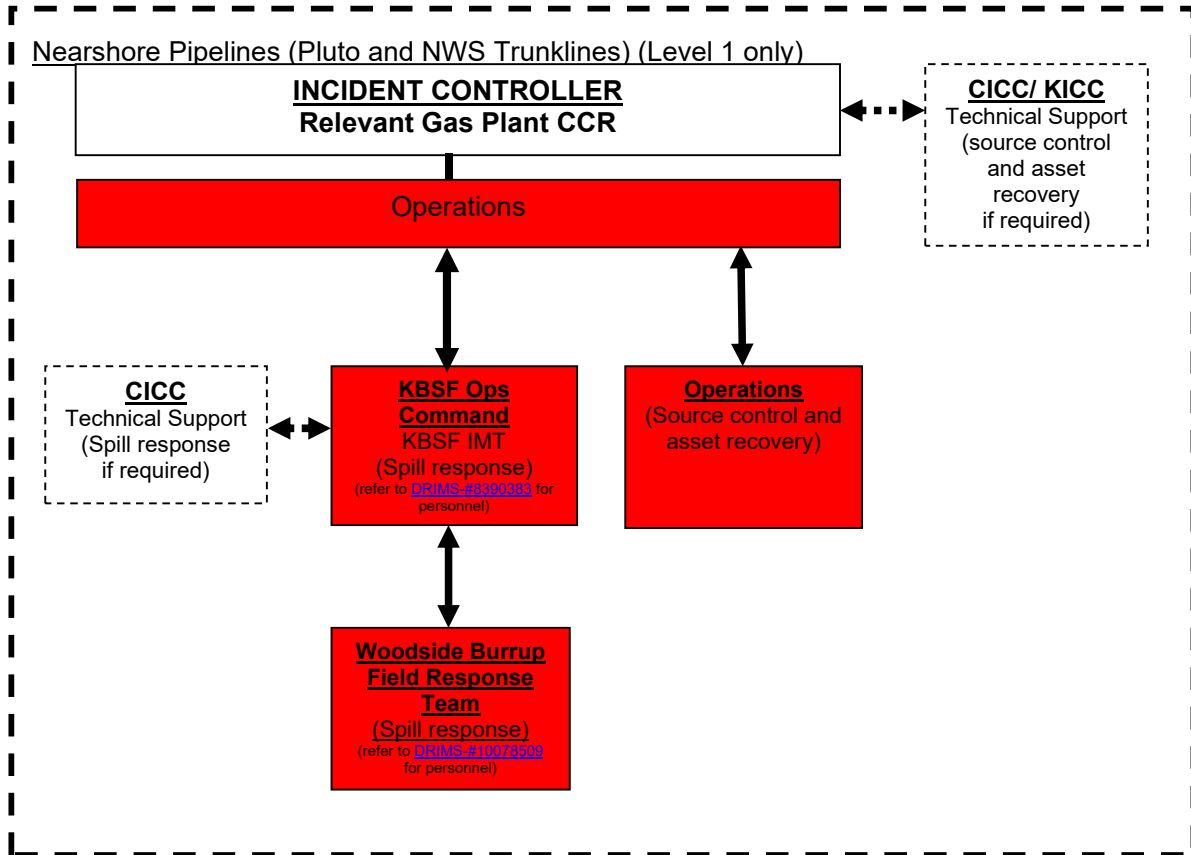 Nearshore Pipelines (Pluto and NWS Trunklines) (Level 1 only)
INCIDENT CONTROLLER
Relevant Gas Plant CCR
CICC/ KICC
Technical Support
(source control
and asset
recovery
if required)
Operations
CICC
Technical Support
(Spill response
if required)
KBSF Ops
Command
KBSF IMT
(Spill response)
(refer to DRIMS-#8390383 for
personnel)
Operations
(Source control and
asset recovery)
Woodside Burrup
Field Response
Team
(Spill response)
(refer to DRIMS-#10078509
for personnel)